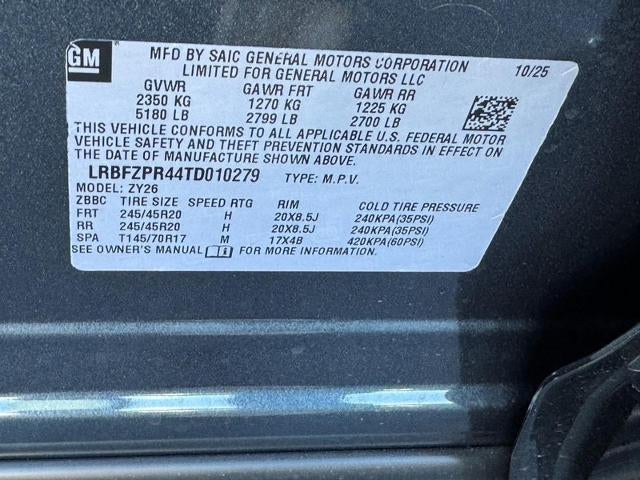 GM
MFD BY SAIC GENERAL MOTORS CORPORATION
LIMITED FOR GENERAL MOTORS LLC
10/25
GVWR GAWR FRT GAWR RR
2350 KG 1270 KG 1225 KG
5180 LB 2799 LB 2700 LB
THIS VEHICLE CONFORMS TO ALL APPLICABLE U.S. FEDERAL MOTOR
VEHICLE SAFETY AND THEFT PREVENTION STANDARDS IN EFFECT ON
THE DATE OF MANUFACTURE SHOWN ABOVE.
LRBFZPR44TD010279 TYPE: M.P.V.
MODEL: ZY26
ZBBC TIRE SIZE SPEED RTG RIM COLD TIRE PRESSURE
FRT 245/45R20 H 20X8.5J 240KPA(35PSI)
RR 245/45R20 H 20X8.5J 240KPA(35PSI)
SPA T145/70R17 M 17X4B 420KPA(60PSI)
SEE OWNER'S MANUAL FOR ADDITIONAL INFORMATION.